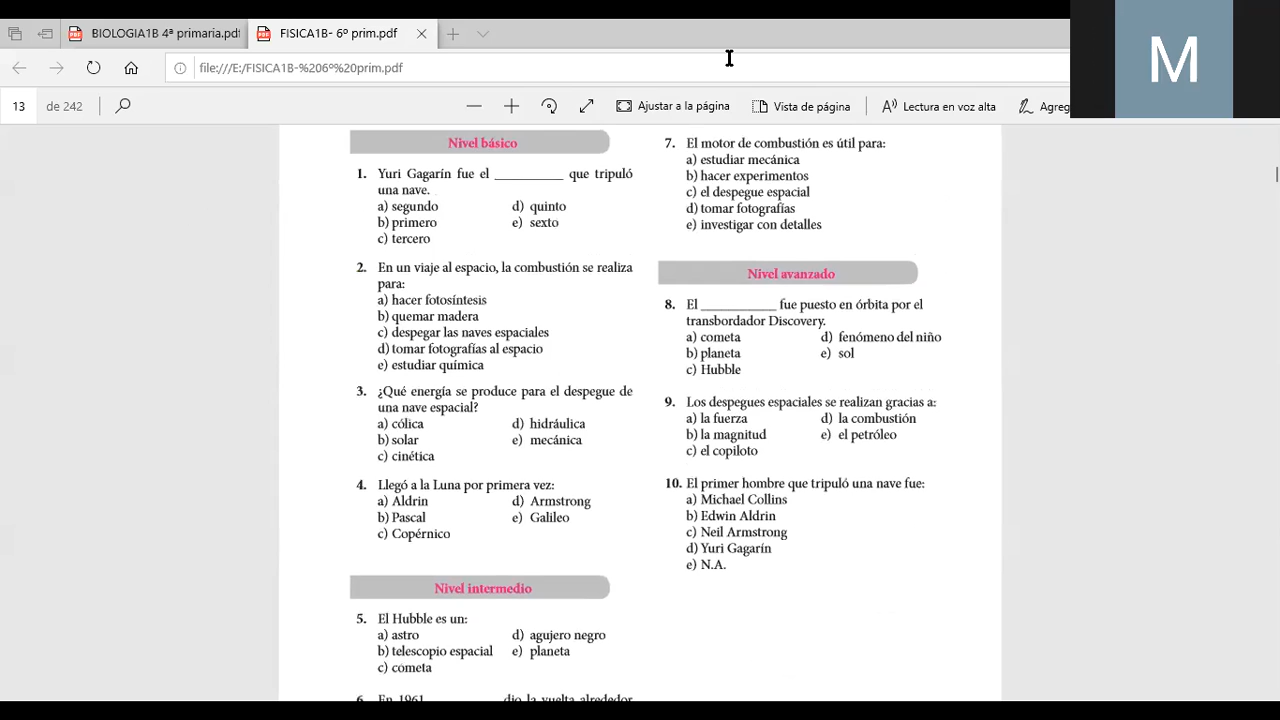 BIOLOGIA1B 4ª primaria.pdf
FISICA1B- 6º prim.pdf
file:///E:/FISICA1B-%206º%20prim.pdf
M
13 de 242
Ajustar a la página
Vista de página
Lectura en voz alta
Agreg
Nivel básico
1. Yuri Gagarín fue el __________ que tripuló
una nave.
a) segundo d) quinto
b) primero e) sexto
c) tercero
2. En un viaje al espacio, la combustión se realiza
para:
a) hacer fotosíntesis
b) quemar madera
c) despegar las naves espaciales
d) tomar fotografías al espacio
e) estudiar química
3. ¿Qué energía se produce para el despegue de
una nave espacial?
a) cólica d) hidráulica
b) solar e) mecánica
c) cinética
4. Llegó a la Luna por primera vez:
a) Aldrin d) Armstrong
b) Pascal e) Galileo
c) Copérnico
Nivel intermedio
5. El Hubble es un:
a) astro d) agujero negro
b) telescopio espacial e) planeta
c) cometa
6. En 1961 __________ dio la vuelta alrededor
7. El motor de combustión es útil para:
a) estudiar mecánica
b) hacer experimentos
c) el despegue espacial
d) tomar fotografías
e) investigar con detalles
Nivel avanzado
8. El ___________ fue puesto en órbita por el
transbordador Discovery.
a) cometa d) fenómeno del niño
b) planeta e) sol
c) Hubble
9. Los despegues espaciales se realizan gracias a:
a) la fuerza d) la combustión
b) la magnitud e) el petróleo
c) el copiloto
10. El primer hombre que tripuló una nave fue:
a) Michael Collins
b) Edwin Aldrin
c) Neil Armstrong
d) Yuri Gagarín
e) N.A.